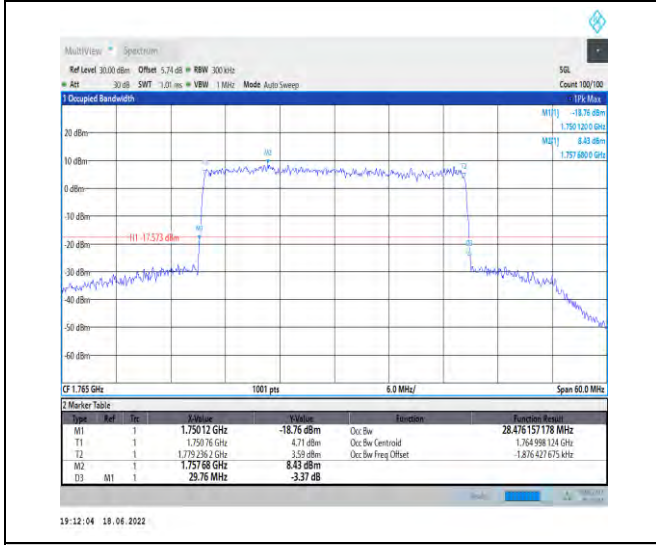 MultiView Spectrum
Ref Level 30.00 dBm Offset 5.74 dB RBW 300 kHz SGL
Att 30 dB SWT 1.01 ms VBW 1 MHz Mode Auto Sweep Count 100/100
1 Occupied Bandwidth 1Pk Max
M1[1] -18.76 dBm
1.750 120 0 GHz
20 dBm M2[1] 8.43 dBm
1.757 680 0 GHz
M2
10 dBm
T2
0 dBm
-10 dBm
H1 -17.573 dBm
-20 dBm
-30 dBm
-40 dBm
-50 dBm
-60 dBm
CF 1.765 GHz 1001 pts 6.0 MHz/ Span 60.0 MHz
2 Marker Table
Type Ref Trc X-Value Y-Value Function Function Result
M1 1 1.75012 GHz -18.76 dBm Occ Bw 28.476 157 178 MHz
T1 1 1.750 76 GHz 4.71 dBm Occ Bw Centroid 1.764 998 124 GHz
T2 1 1.779 236 2 GHz 3.59 dBm Occ Bw Freq Offset -1.876 427 675 kHz
M2 1 1.757 68 GHz 8.43 dBm
D3 M1 1 29.76 MHz -3.37 dB
19:12:04 18.06.2022